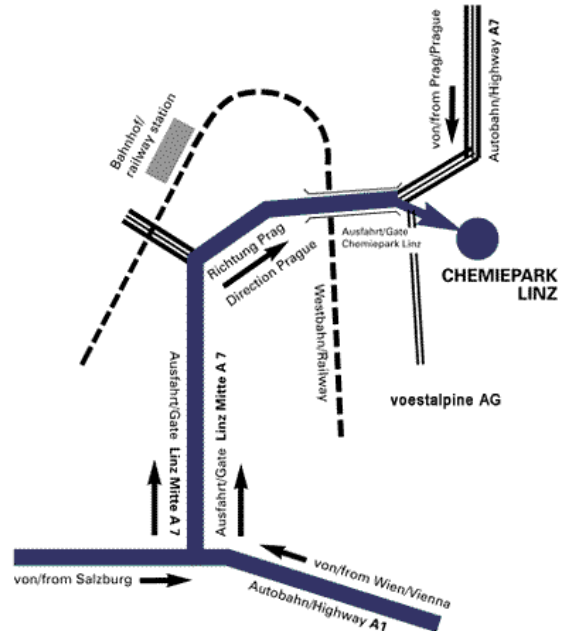 von/from Prag/Prague
Autobahn/Highway A7
Bahnhof/
railway station
Richtung Prag
Direction Prague
Ausfahrt/Gate
Chemiepark Linz
CHEMIEPARK
LINZ
Westbahn/Railway
voestalpine AG
Ausfahrt/Gate Linz Mitte A 7
Ausfahrt/Gate Linz Mitte A 7
von/from Salzburg
von/from Wien/Vienna
Autobahn/Highway A1